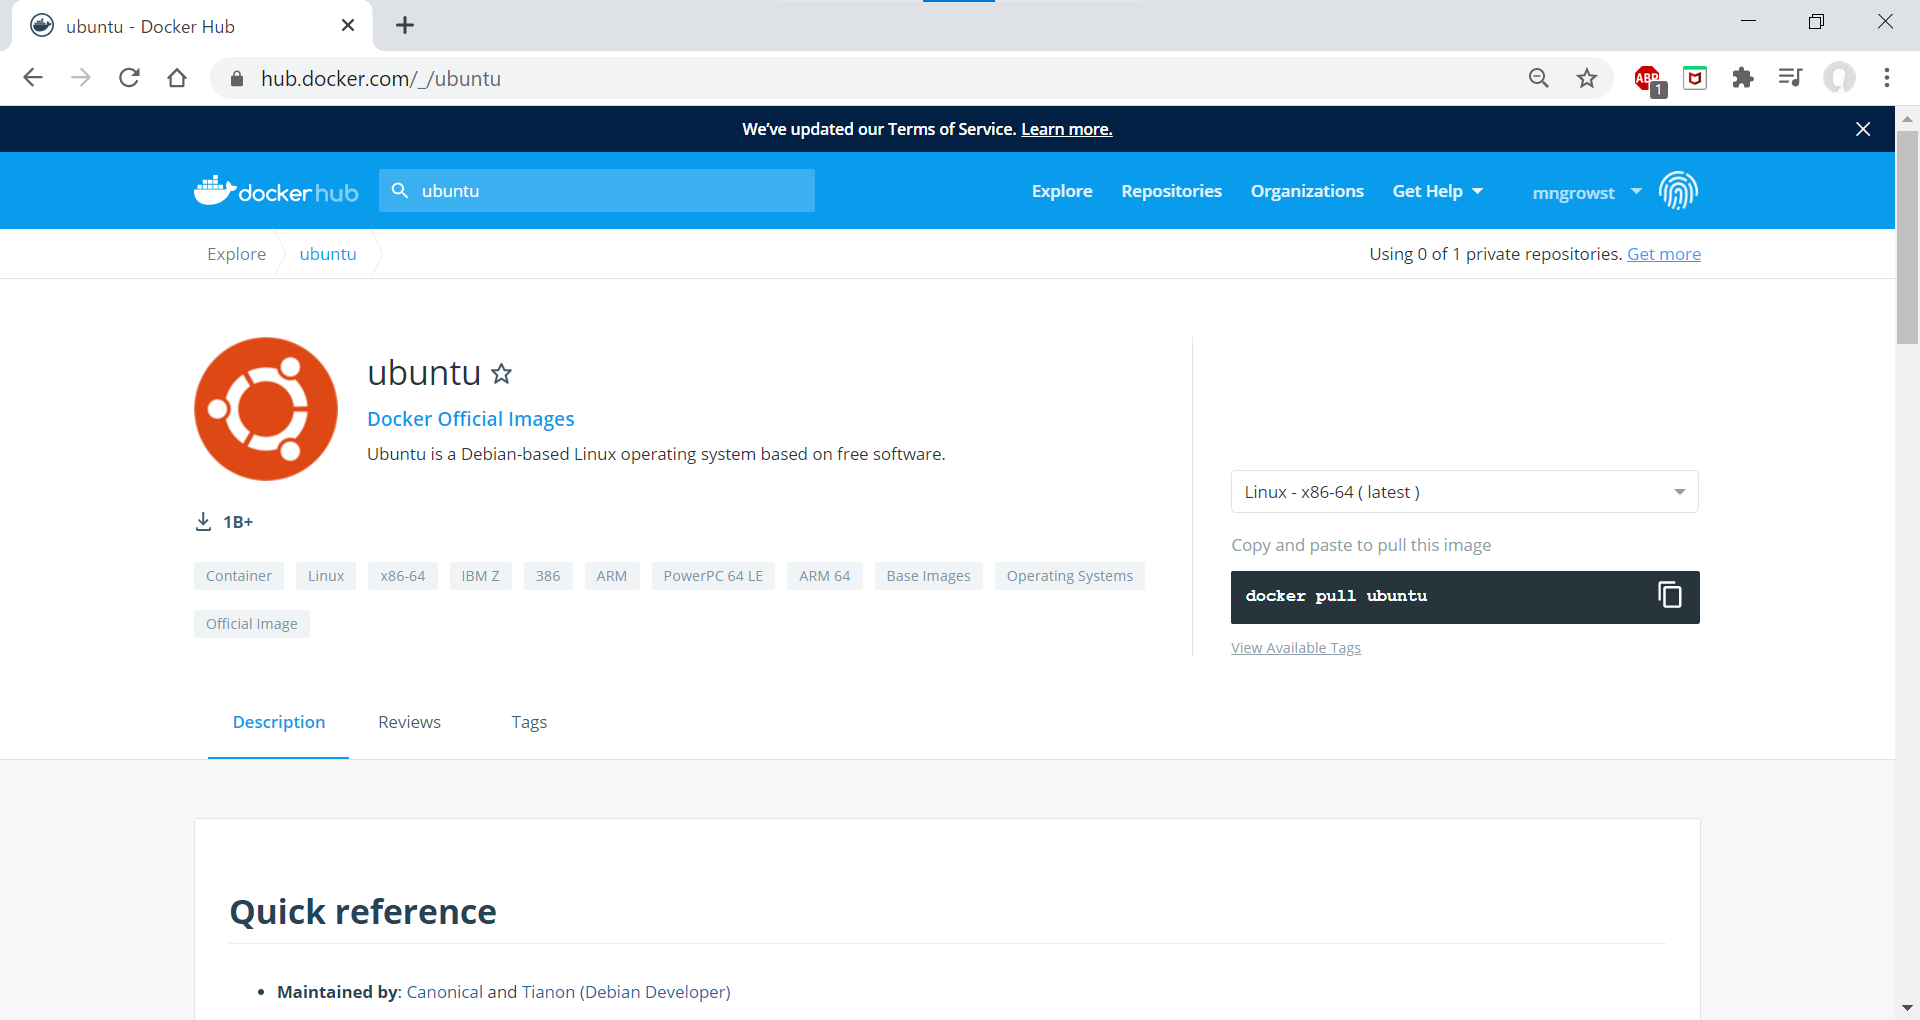 ubuntu - Docker Hub
hub.docker.com/_/ubuntu
ABP
1
We've updated our Terms of Service. Learn more.
docker hub
ubuntu
Explore
Repositories
Organizations
Get Help
mngrowst
Explore
ubuntu
Using 0 of 1 private repositories. Get more
ubuntu
Docker Official Images
Ubuntu is a Debian-based Linux operating system based on free software.
1B+
Container
Linux
x86-64
IBM Z
386
ARM
PowerPC 64 LE
ARM 64
Base Images
Operating Systems
Official Image
Linux - x86-64 ( latest )
Copy and paste to pull this image
docker pull ubuntu
View Available Tags
Description
Reviews
Tags
Quick reference
• Maintained by: Canonical and Tianon (Debian Developer)